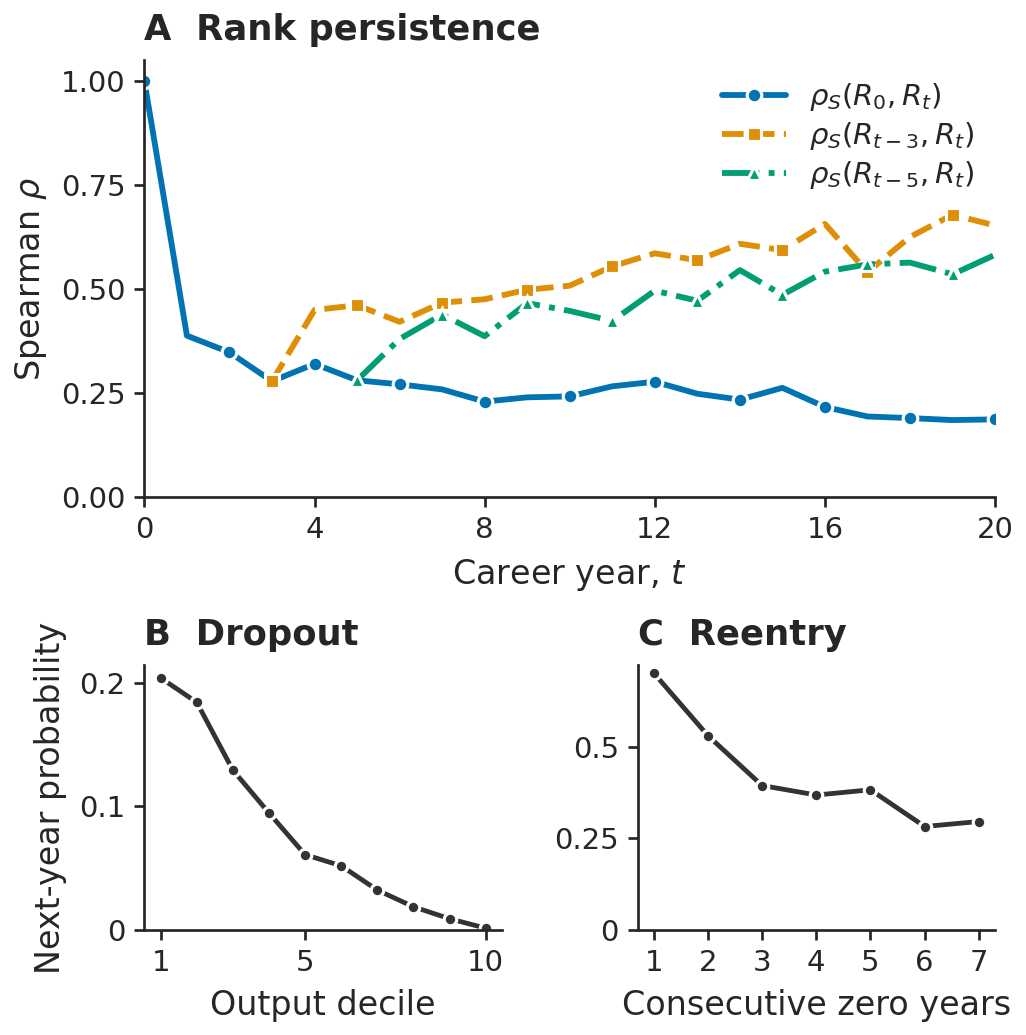 A  Rank persistence
ρS(R0, Rt)
ρS(Rt−3, Rt)
ρS(Rt−5, Rt)
Spearman ρ
1.00
0.75
0.50
0.25
0.00
0 4 8 12 16 20
Career year, t
B  Dropout
Next-year probability
0.2
0.1
0
1 5 10
Output decile
C  Reentry
0.5
0.25
0
1 2 3 4 5 6 7
Consecutive zero years